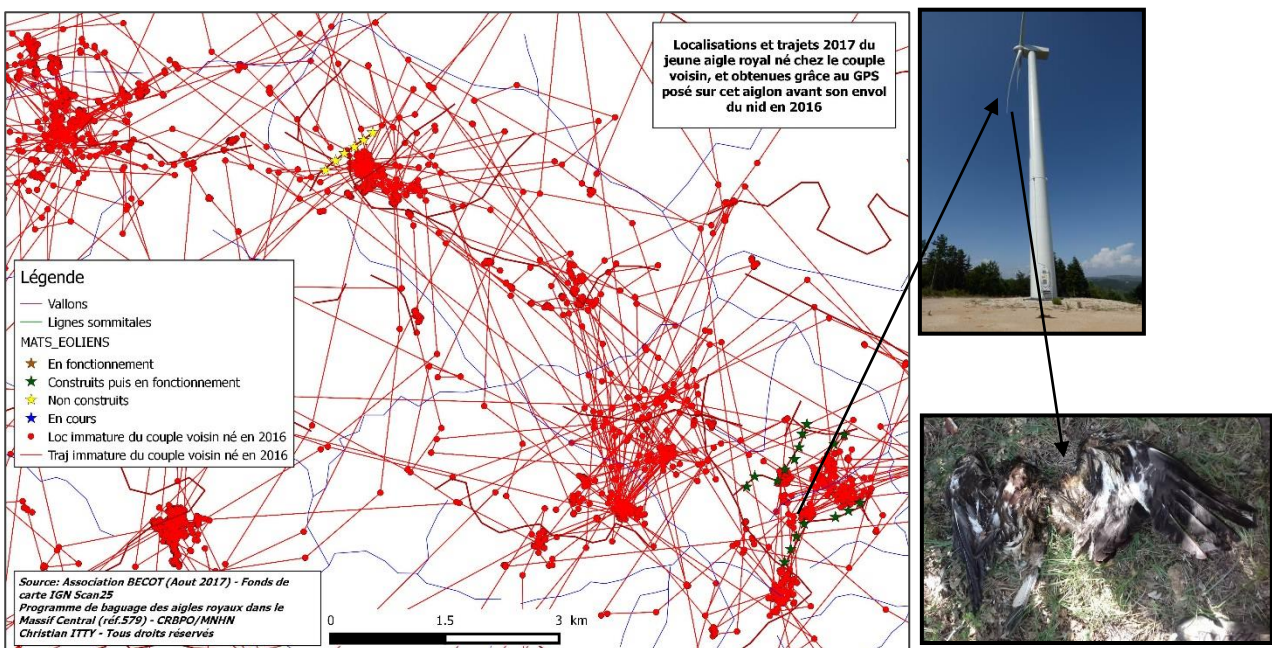 Localisations et trajets 2017 du
jeune aigle royal né chez le couple
voisin, et obtenues grâce au GPS
posé sur cet aiglon avant son envol
du nid en 2016
Légende
Vallons
Lignes sommitales
MATS_EOLIENS
En fonctionnement
Construits puis en fonctionnement
Non construits
En cours
Loc immature du couple voisin né en 2016
Traj immature du couple voisin né en 2016
Source: Association BECOT (Aout 2017) - Fonds de
carte IGN Scan25
Programme de baguage des aigles royaux dans le
Massif Central (réf.579) - CRBPO/MNHN
Christian ITTY - Tous droits réservés
0 1.5 3 km